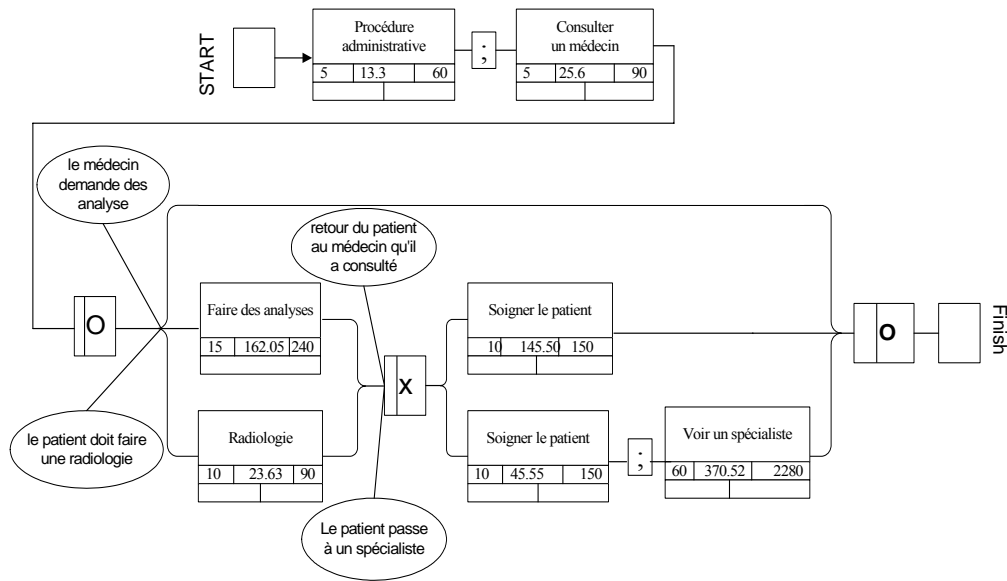 START
Procédure
administrative
5 13.3 60
;
Consulter
un médecin
5 25.6 90
le médecin
demande des
analyse
retour du patient
au médecin qu'il
a consulté
O
Faire des analyses
15 162.05 240
Soigner le patient
10 145.50 150
O
Finish
X
le patient doit faire
une radiologie
Radiologie
10 23.63 90
Soigner le patient
10 45.55 150
;
Voir un spécialiste
60 370.52 2280
Le patient passe
à un spécialiste